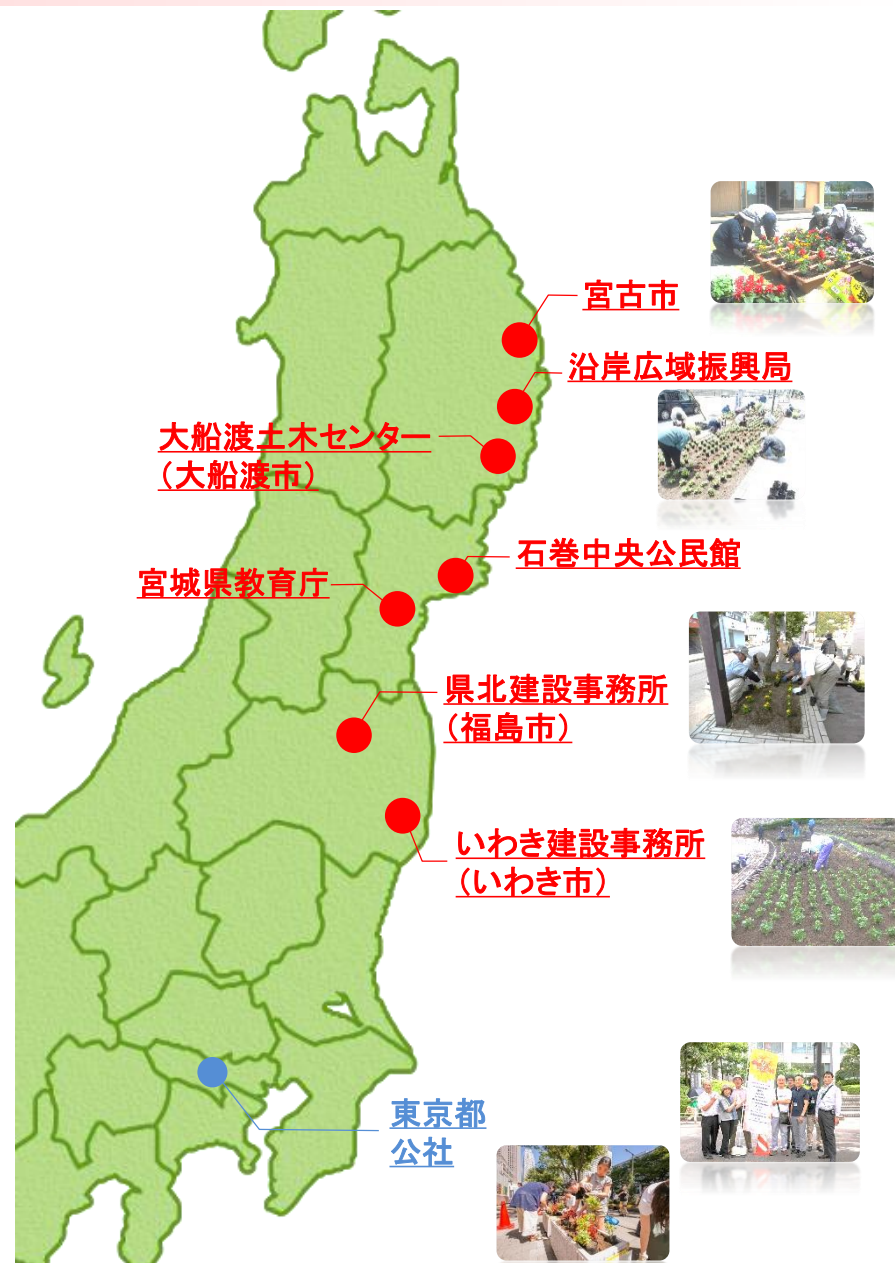 宮古市
沿岸広域振興局
大船渡土木センター
（大船渡市）
石巻中央公民館
宮城県教育庁
県北建設事務所
（福島市）
いわき建設事務所
（いわき市）
東京都
公社